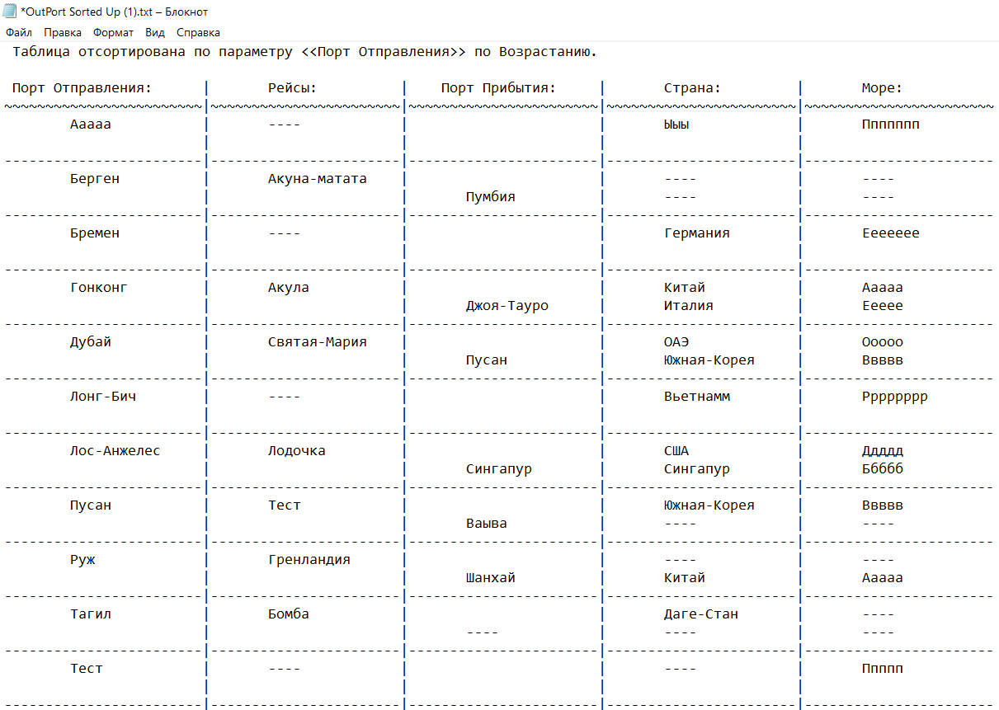 *OutPort Sorted Up (1).txt – Блокнот
Файл Правка Формат Вид Справка
Таблица отсортирована по параметру <<Порт Отправления>> по Возрастанию.
Порт Отправления: | Рейсы: | Порт Прибытия: | Страна: | Море:
~~~~~~~~~~~~~~~~~~~~~~~~|~~~~~~~~~~~~~~~~~~~~~~~|~~~~~~~~~~~~~~~~~~~~~~~|~~~~~~~~~~~~~~~~~~~~~~~|~~~~~~~~~~~~~~~~~~~~~~~
Ааааа | ---- | | Ыыы | Ппппппп
| | | |
------------------------|-----------------------|-----------------------|-----------------------|-----------------------
Берген | Акуна-матата | | ---- | ----
| | Пумбия | ---- | ----
------------------------|-----------------------|-----------------------|-----------------------|-----------------------
Бремен | ---- | | Германия | Ееееееe
| | | |
------------------------|-----------------------|-----------------------|-----------------------|-----------------------
Гонконг | Акула | | Китай | Ааааа
| | Джоя-Тауро | Италия | Еееее
------------------------|-----------------------|-----------------------|-----------------------|-----------------------
Дубай | Святая-Мария | | ОАЭ | Ооооо
| | Пусан | Южная-Корея | Ввввв
------------------------|-----------------------|-----------------------|-----------------------|-----------------------
Лонг-Бич | ---- | | Вьетнамм | Рррррррр
| | | |
------------------------|-----------------------|-----------------------|-----------------------|-----------------------
Лос-Анжелес | Лодочка | | США | Ддддд
| | Сингапур | Сингапур | Ббббб
------------------------|-----------------------|-----------------------|-----------------------|-----------------------
Пусан | Тест | | Южная-Корея | Ввввв
| | Ваыва | ---- | ----
------------------------|-----------------------|-----------------------|-----------------------|-----------------------
Руж | Гренландия | | ---- | ----
| | Шанхай | Китай | Ааааа
------------------------|-----------------------|-----------------------|-----------------------|-----------------------
Тагил | Бомба | | Даге-Стан | ----
| | ---- | ---- | ----
------------------------|-----------------------|-----------------------|-----------------------|-----------------------
Тест | ---- | | ---- | Ппппп
| | | |
------------------------|-----------------------|-----------------------|-----------------------|-----------------------